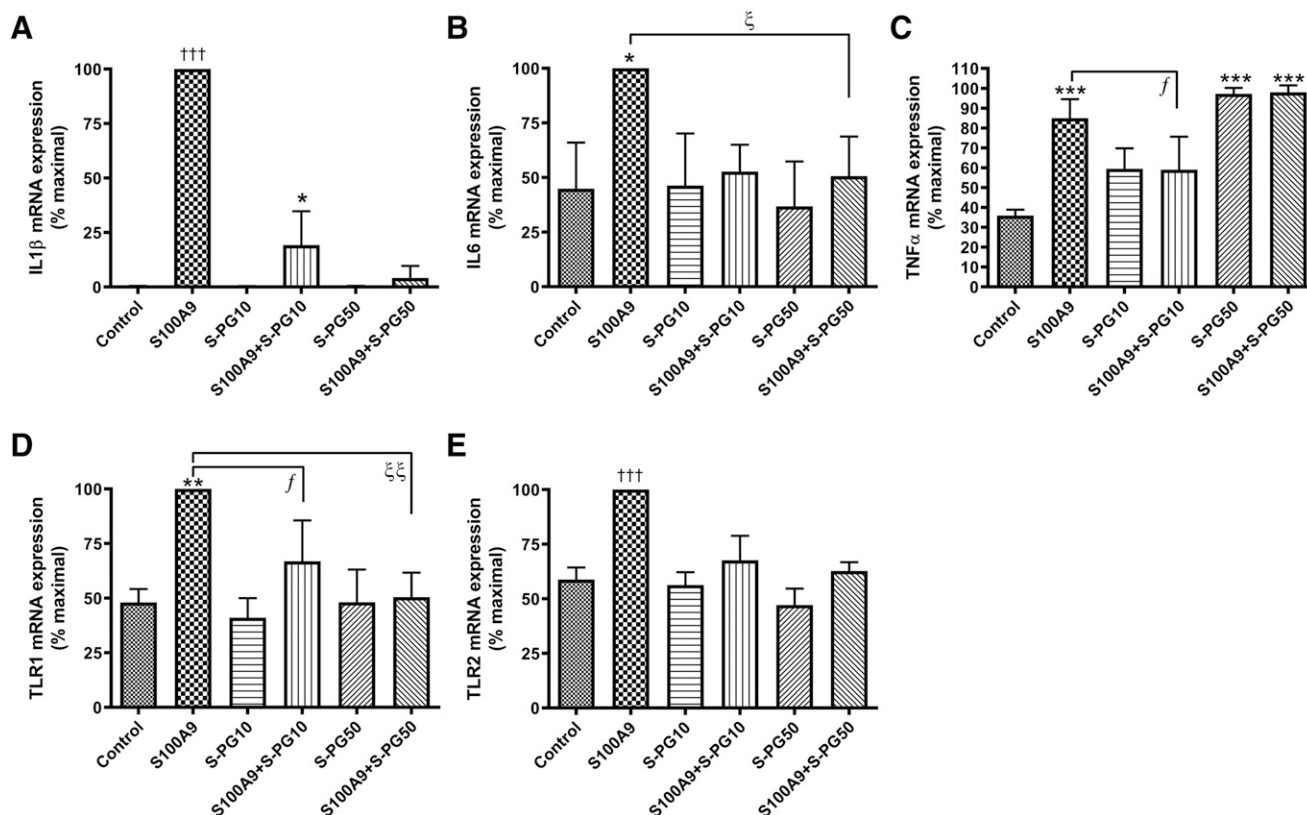 A
IL1β mRNA expression
(% maximal)
100
75
50
25
0
†††
*
Control
S100A9
S-PG10
S100A9+S-PG10
S-PG50
S100A9+S-PG50
B
IL6 mRNA expression
(% maximal)
100
75
50
25
0
*
ξ
Control
S100A9
S-PG10
S100A9+S-PG10
S-PG50
S100A9+S-PG50
C
TNFα mRNA expression
(% maximal)
110
100
90
80
70
60
50
40
30
20
10
0
***
f
***
***
Control
S100A9
S-PG10
S100A9+S-PG10
S-PG50
S100A9+S-PG50
D
TLR1 mRNA expression
(% maximal)
100
75
50
25
0
**
f
ξξ
Control
S100A9
S-PG10
S100A9+S-PG10
S-PG50
S100A9+S-PG50
E
TLR2 mRNA expression
(% maximal)
100
75
50
25
0
†††
Control
S100A9
S-PG10
S100A9+S-PG10
S-PG50
S100A9+S-PG50